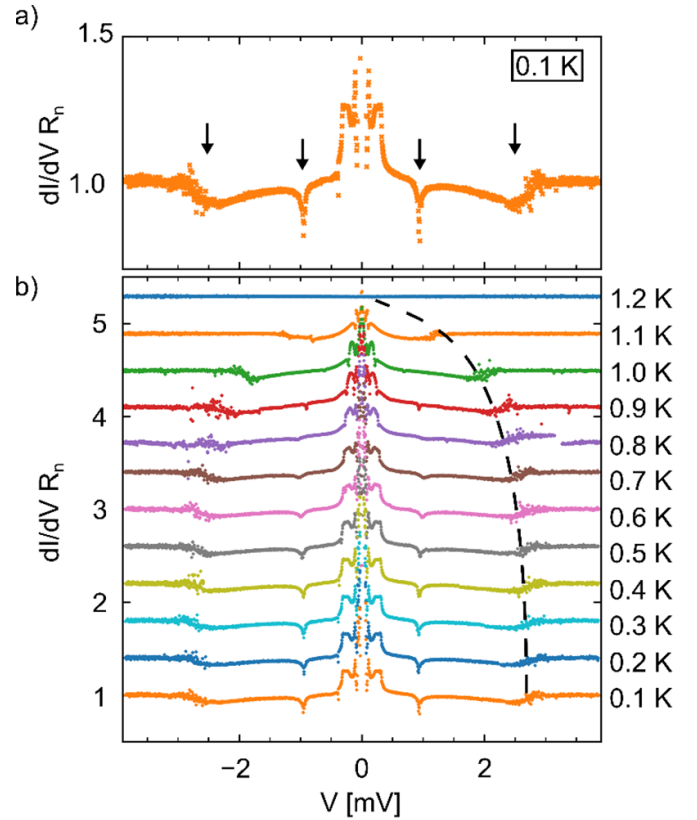 a)
1.5
1.0
dI/dV Rn
0.1 K
b)
5
4
3
2
1
dI/dV Rn
1.2 K
1.1 K
1.0 K
0.9 K
0.8 K
0.7 K
0.6 K
0.5 K
0.4 K
0.3 K
0.2 K
0.1 K
−2
0
2
V [mV]